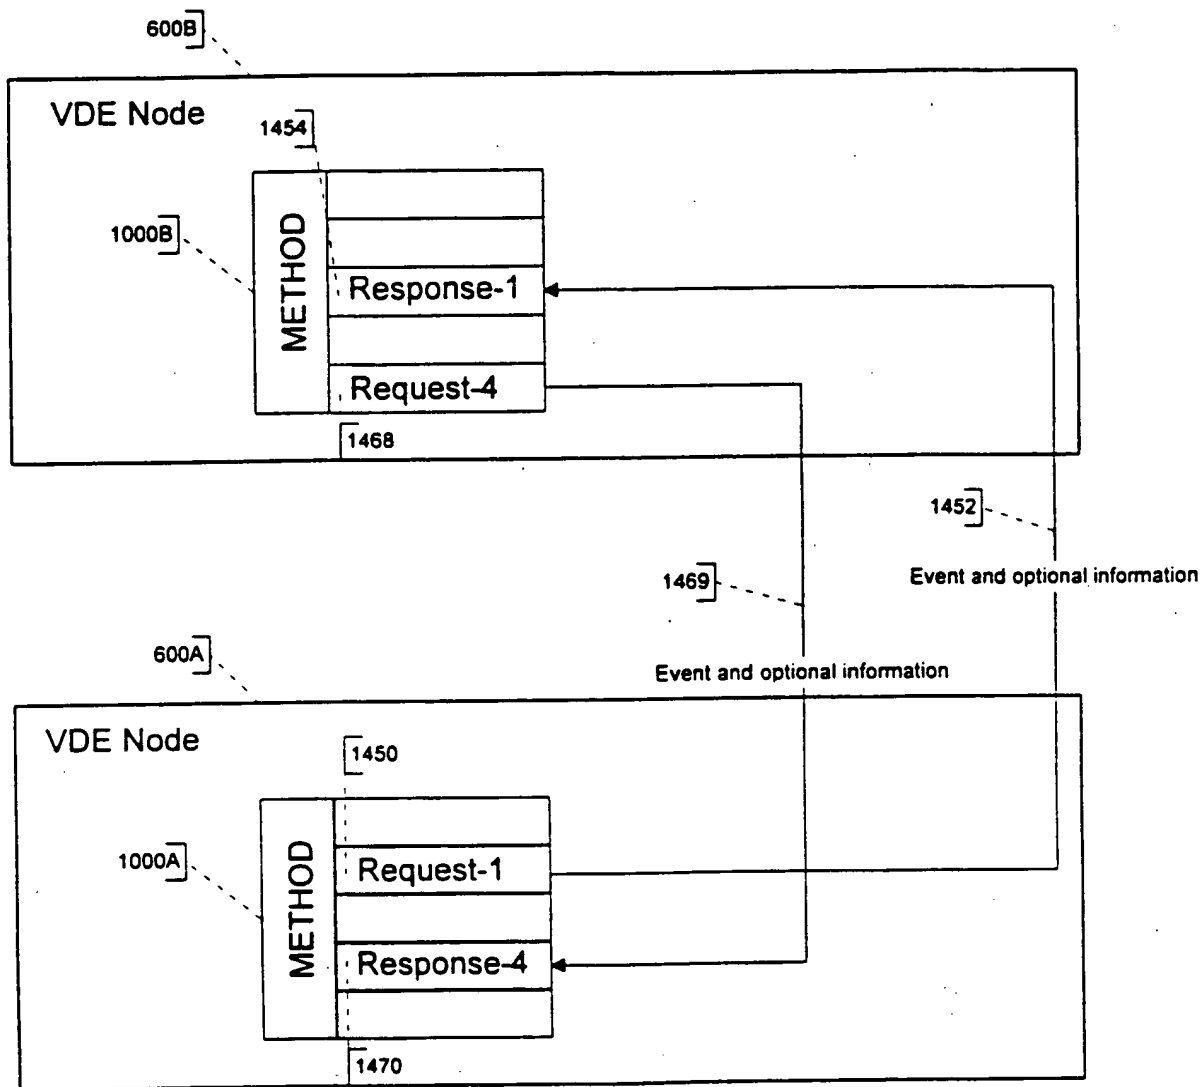 600B
VDE Node
1454
1000B
METHOD
Response-1
Request-4
1468
1452
Event and optional information
1469
600A
Event and optional information
VDE Node
1450
1000A
METHOD
Request-1
Response-4
1470